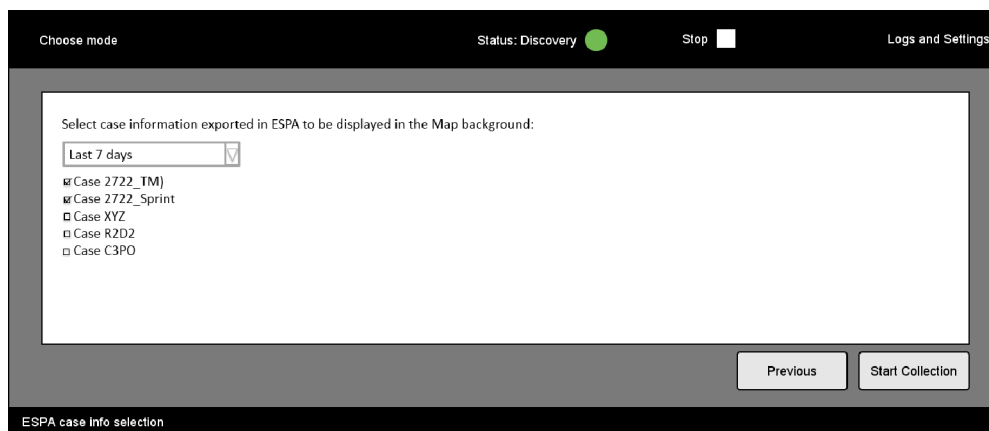 Choose mode
Status: Discovery
Stop
Logs and Settings
Select case information exported in ESPA to be displayed in the Map background:
Last 7 days
Case 2722_TM)
Case 2722_Sprint
Case XYZ
Case R2D2
Case C3PO
Previous
Start Collection
ESPA case info selection